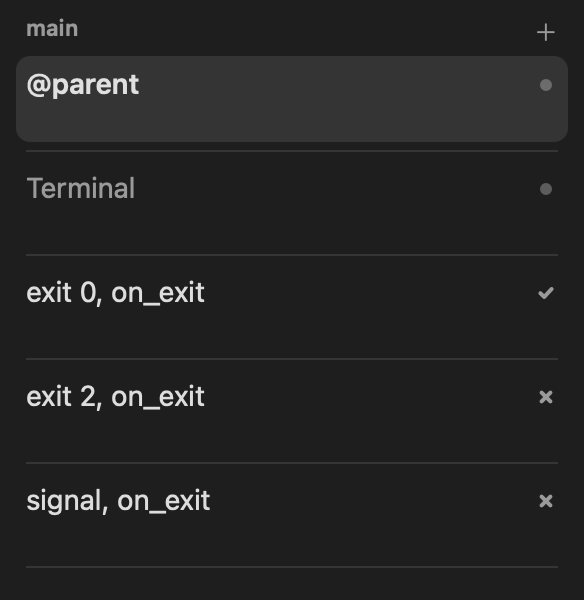 main
@parent
Terminal
exit 0, on_exit
exit 2, on_exit
signal, on_exit